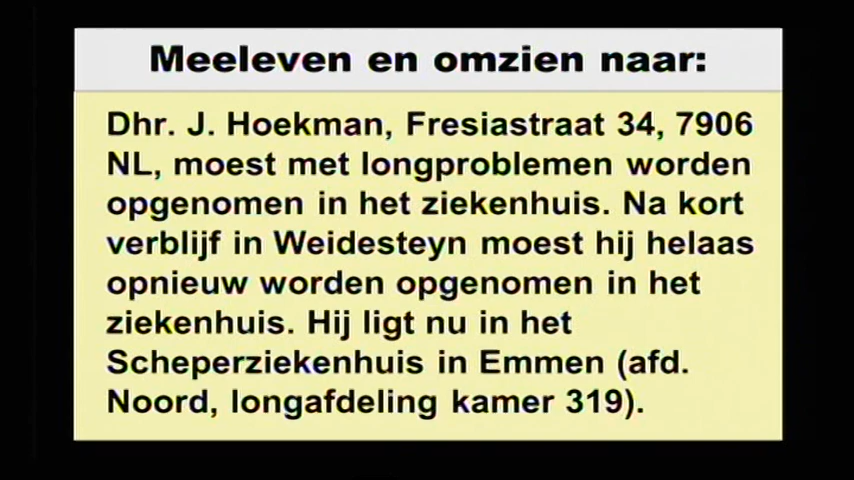 Meeleven en omzien naar:
Dhr. J. Hoekman, Fresiastraat 34, 7906
NL, moest met longproblemen worden
opgenomen in het ziekenhuis. Na kort
verblijf in Weidesteyn moest hij helaas
opnieuw worden opgenomen in het
ziekenhuis. Hij ligt nu in het
Scheperziekenhuis in Emmen (afd.
Noord, longafdeling kamer 319).